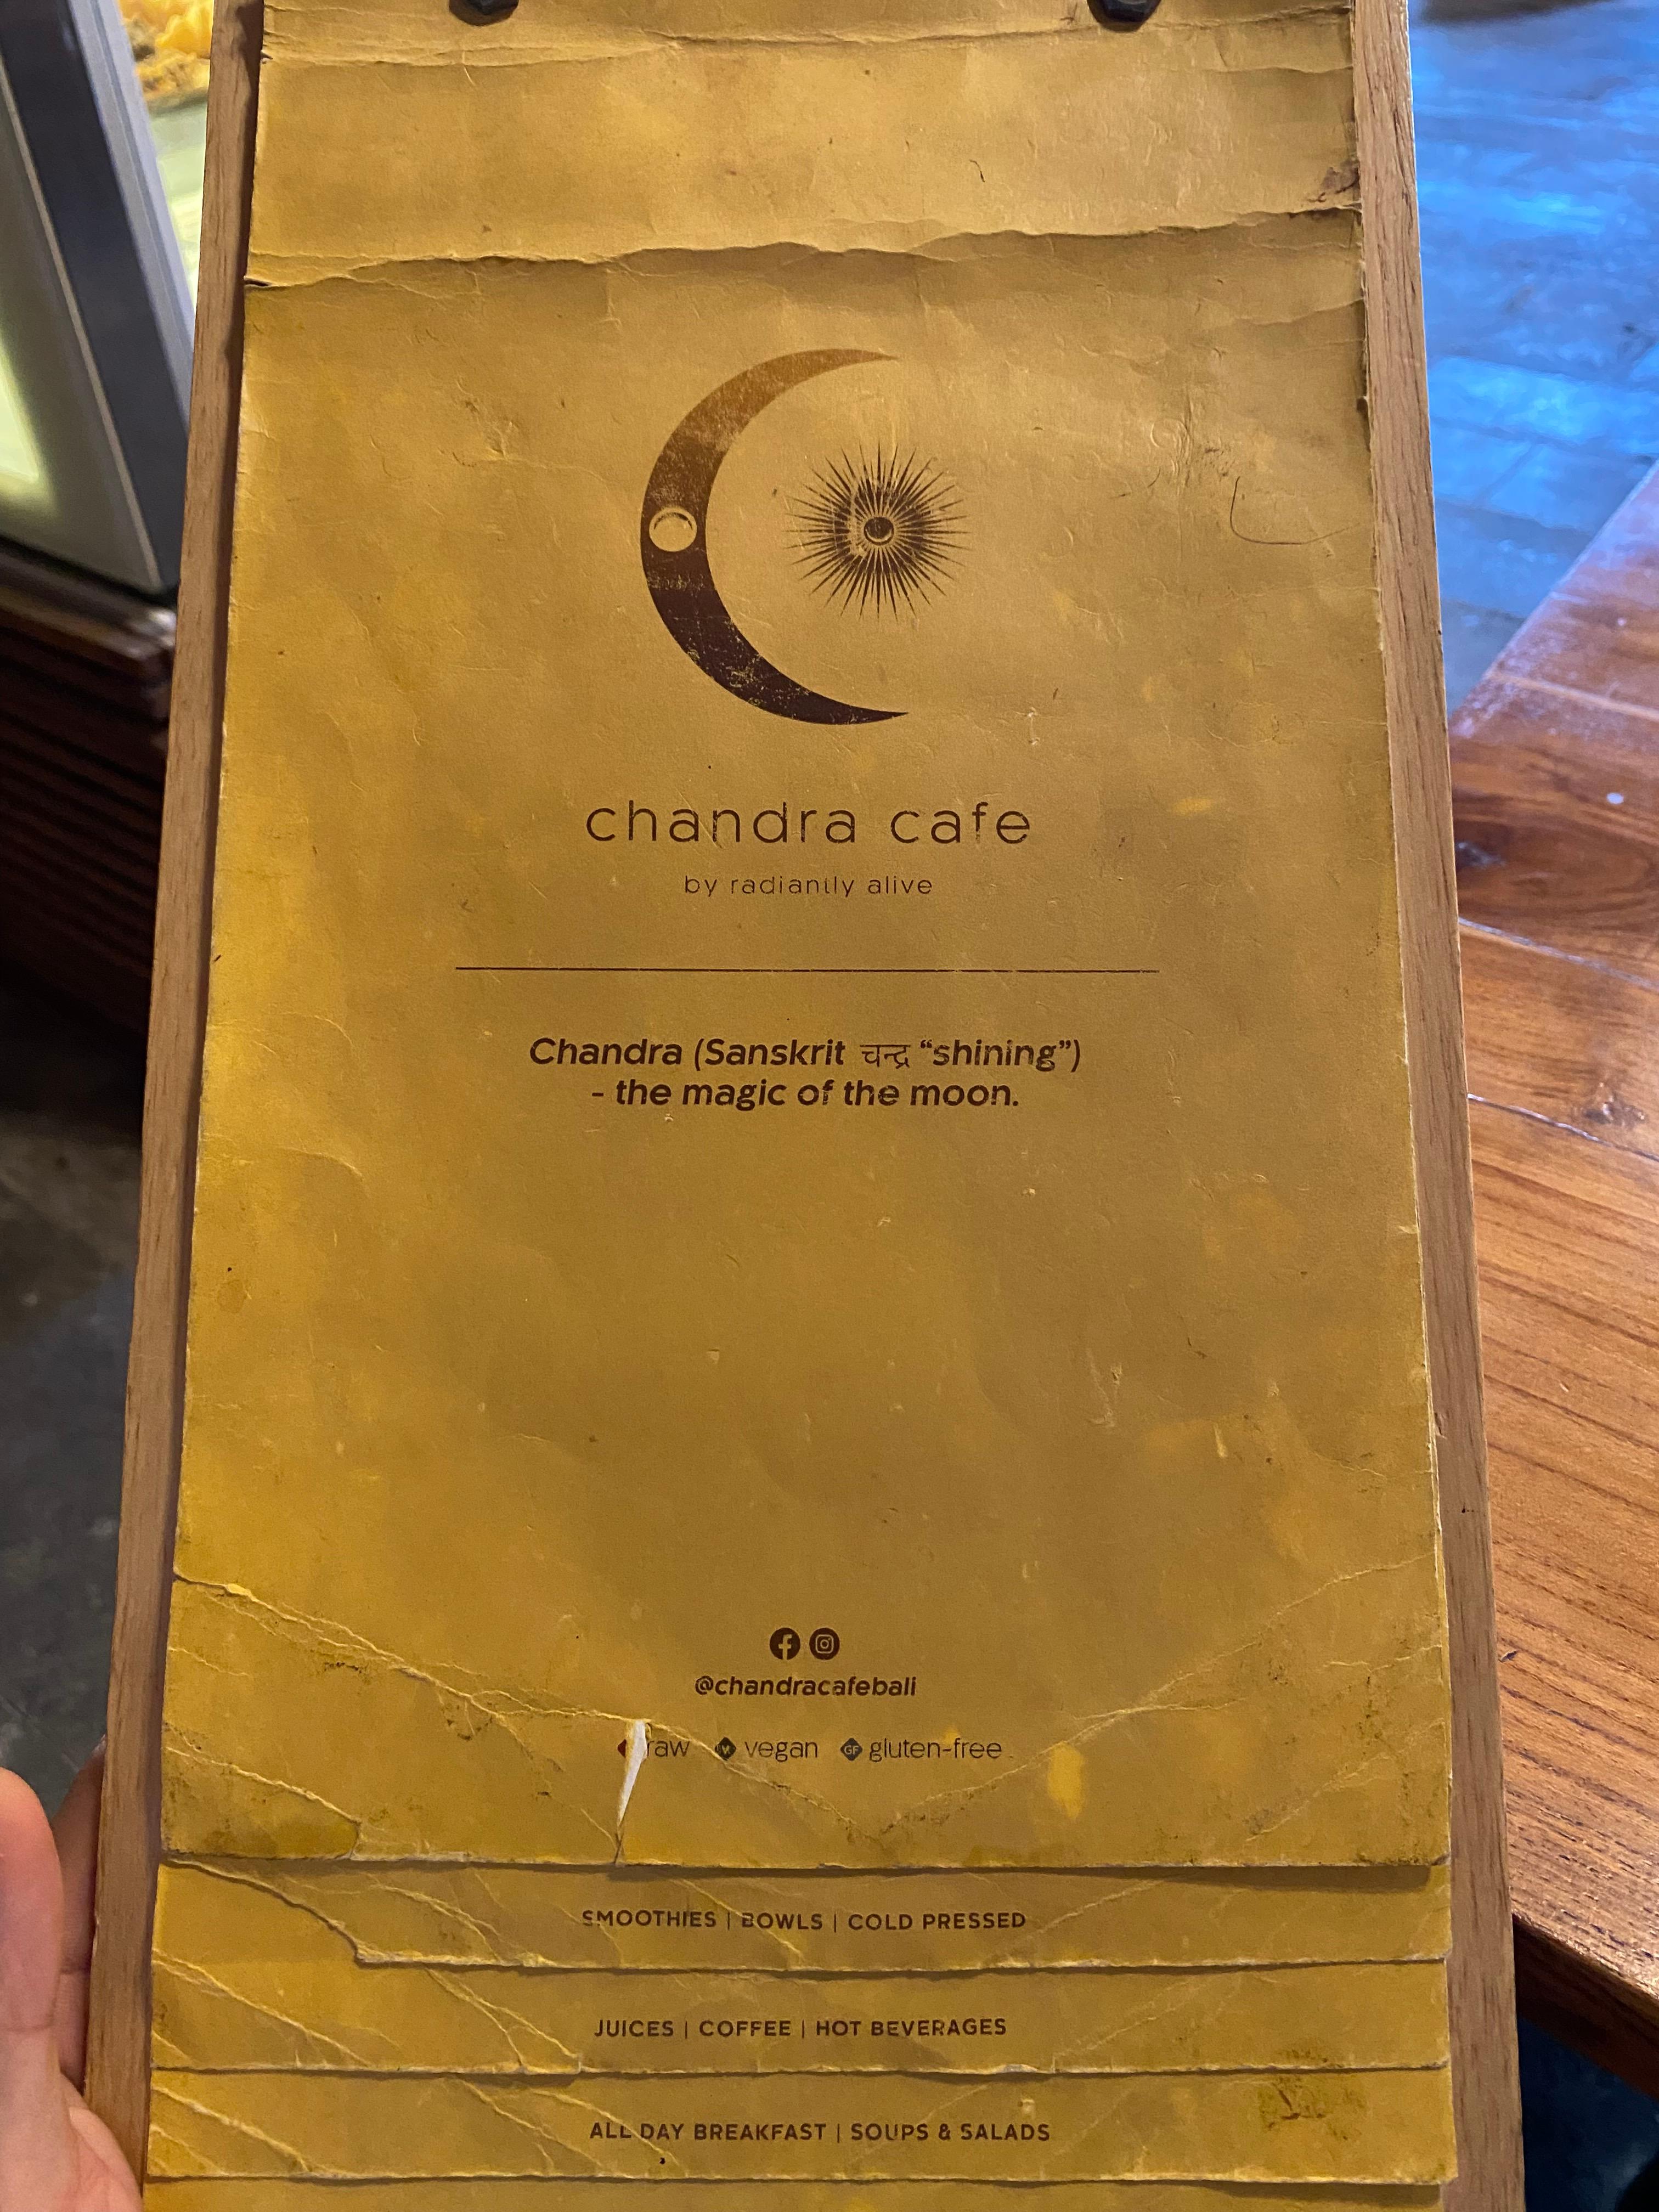 chandra cafe
by radiantly alive
Chandra (Sanskrit चन्द्र “shining”)
- the magic of the moon.
@chandracafebali
raw V vegan GF gluten-free
SMOOTHIES | BOWLS | COLD PRESSED
JUICES | COFFEE | HOT BEVERAGES
ALL DAY BREAKFAST | SOUPS & SALADS